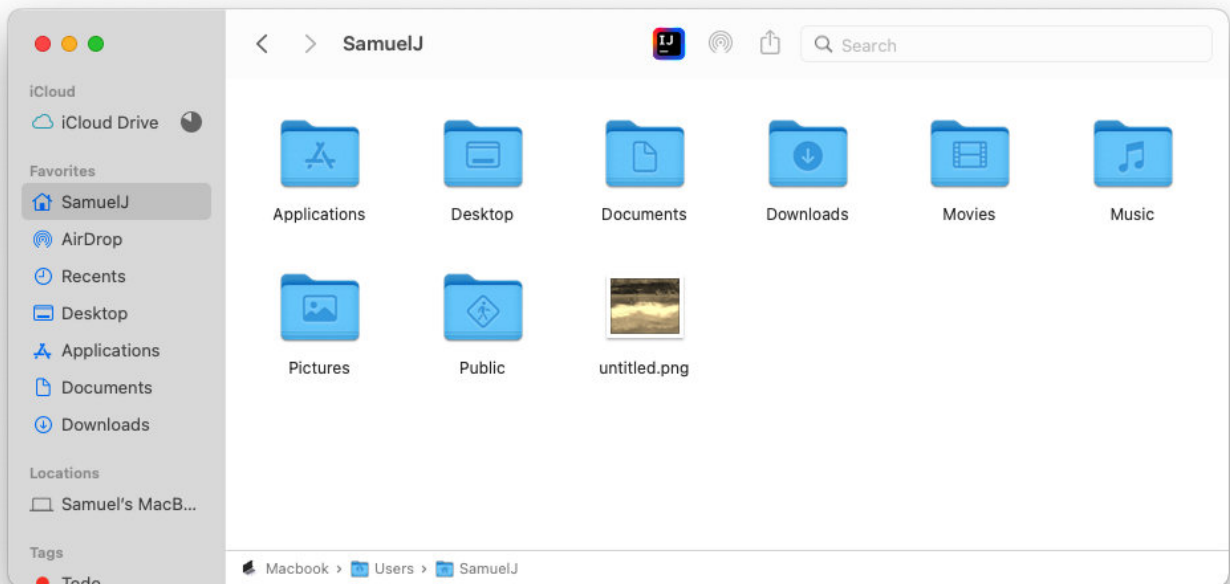 SamuelJ
Search
iCloud
iCloud Drive
Favorites
SamuelJ
AirDrop
Recents
Desktop
Applications
Documents
Downloads
Locations
Samuel's MacB...
Tags
Todo
Applications Desktop Documents Downloads Movies Music
Pictures Public untitled.png
Macbook › Users › SamuelJ